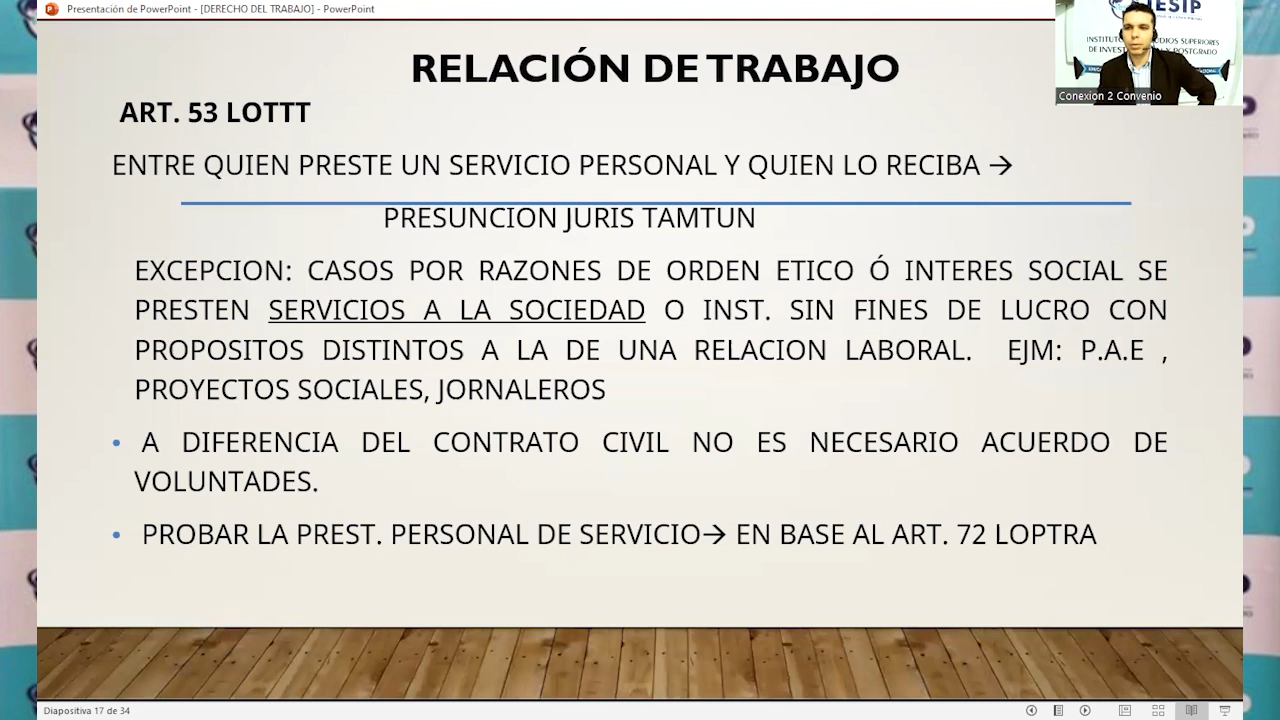 Presentación de PowerPoint - [DERECHO DEL TRABAJO] - PowerPoint
IESIP
Conexion 2 Convenio
RELACIÓN DE TRABAJO
ART. 53 LOTTT
ENTRE QUIEN PRESTE UN SERVICIO PERSONAL Y QUIEN LO RECIBA →
PRESUNCION JURIS TAMTUN
EXCEPCION: CASOS POR RAZONES DE ORDEN ETICO Ó INTERES SOCIAL SE
PRESTEN SERVICIOS A LA SOCIEDAD O INST. SIN FINES DE LUCRO CON
PROPOSITOS DISTINTOS A LA DE UNA RELACION LABORAL. EJM: P.A.E ,
PROYECTOS SOCIALES, JORNALEROS
• A DIFERENCIA DEL CONTRATO CIVIL NO ES NECESARIO ACUERDO DE
VOLUNTADES.
• PROBAR LA PREST. PERSONAL DE SERVICIO→ EN BASE AL ART. 72 LOPTRA
Diapositiva 17 de 34